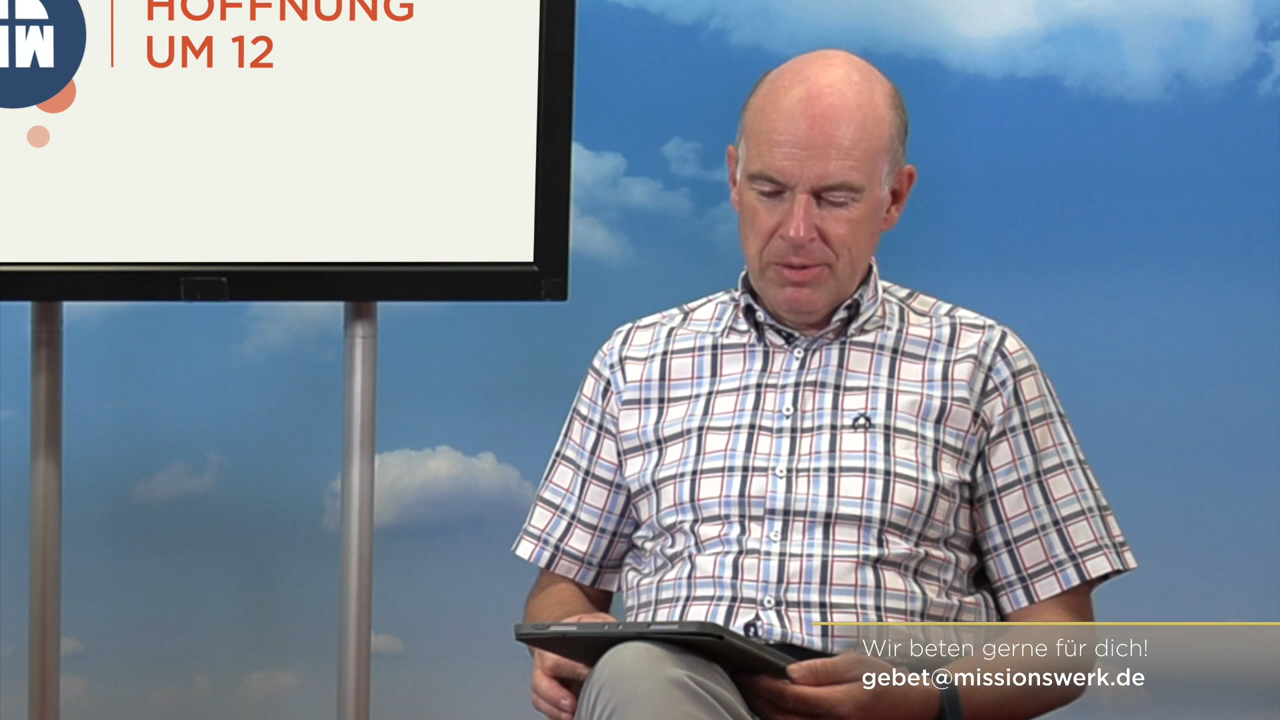 HOFFNUNG
UM 12
Wir beten gerne für dich!
gebet@missionswerk.de